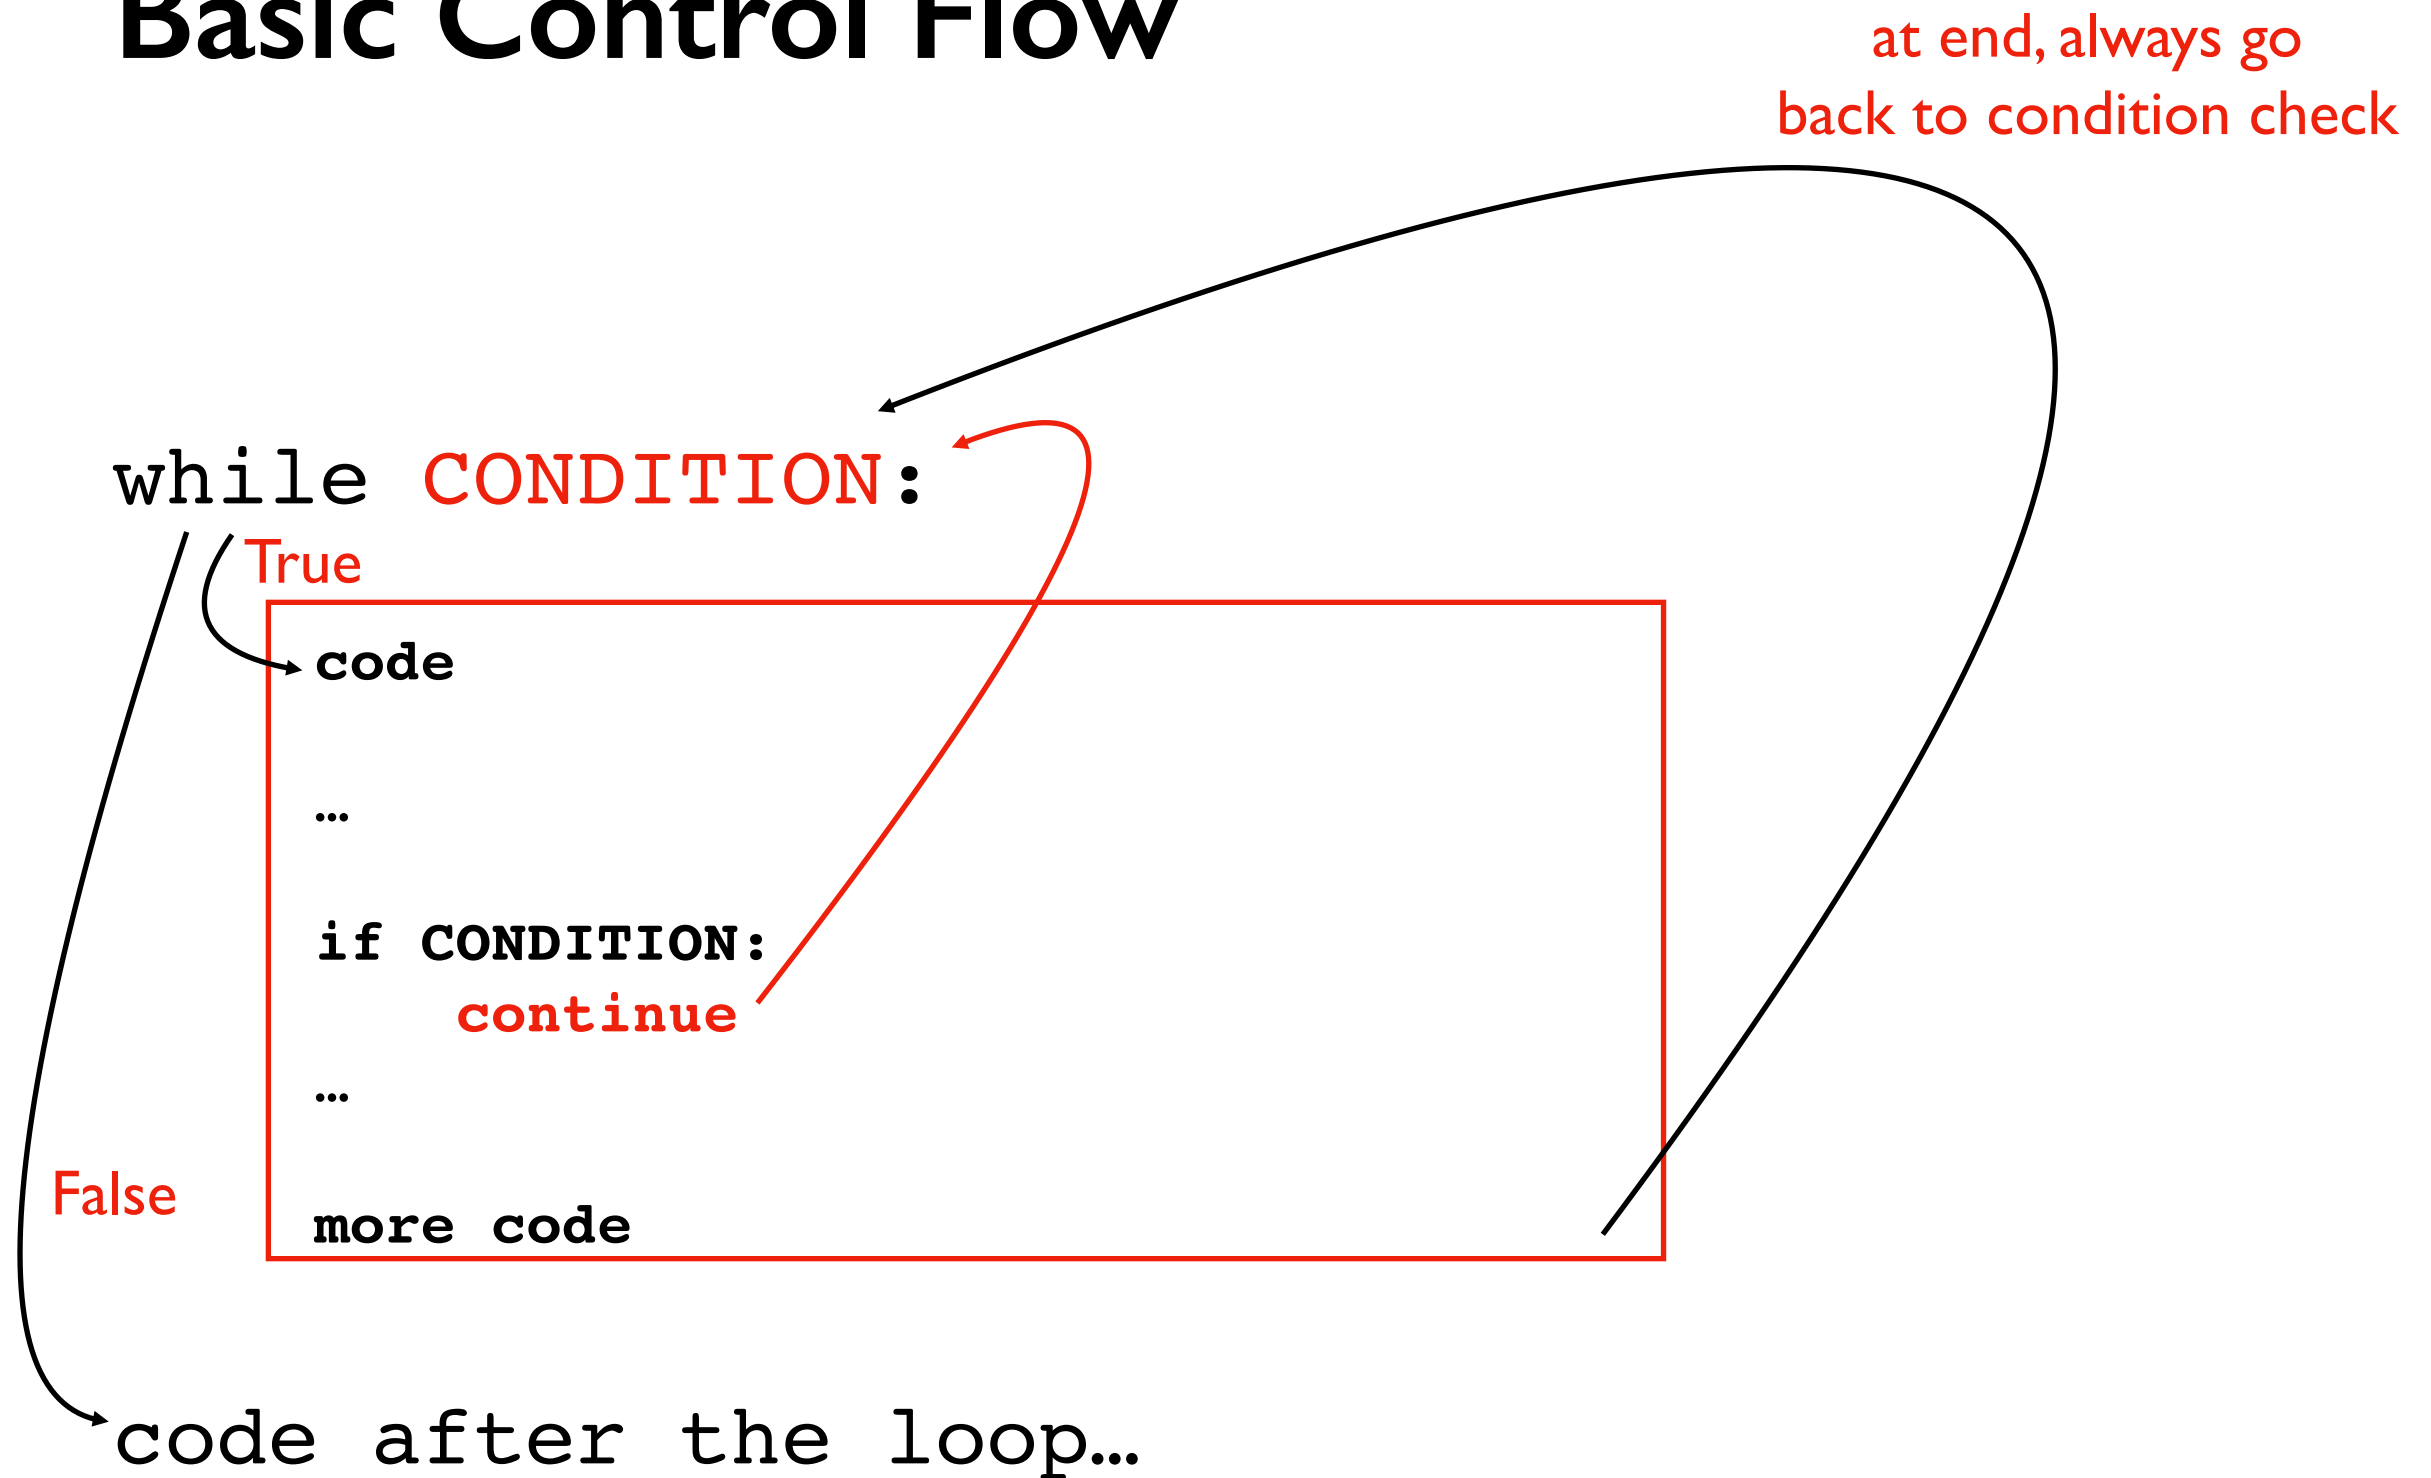 Basic Control Flow
at end, always go
back to condition check
while CONDITION:
True
code
…
if CONDITION:
continue
…
False
more code
code after the loop…